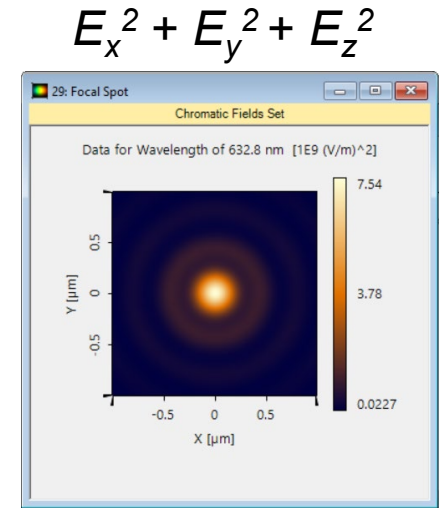 Ex² + Ey² + Ez²
29: Focal Spot
Chromatic Fields Set
Data for Wavelength of 632.8 nm [1E9 (V/m)^2]
7.54
3.78
0.0227
Y [µm]
0.5
0
-0.5
-0.5 0 0.5
X [µm]